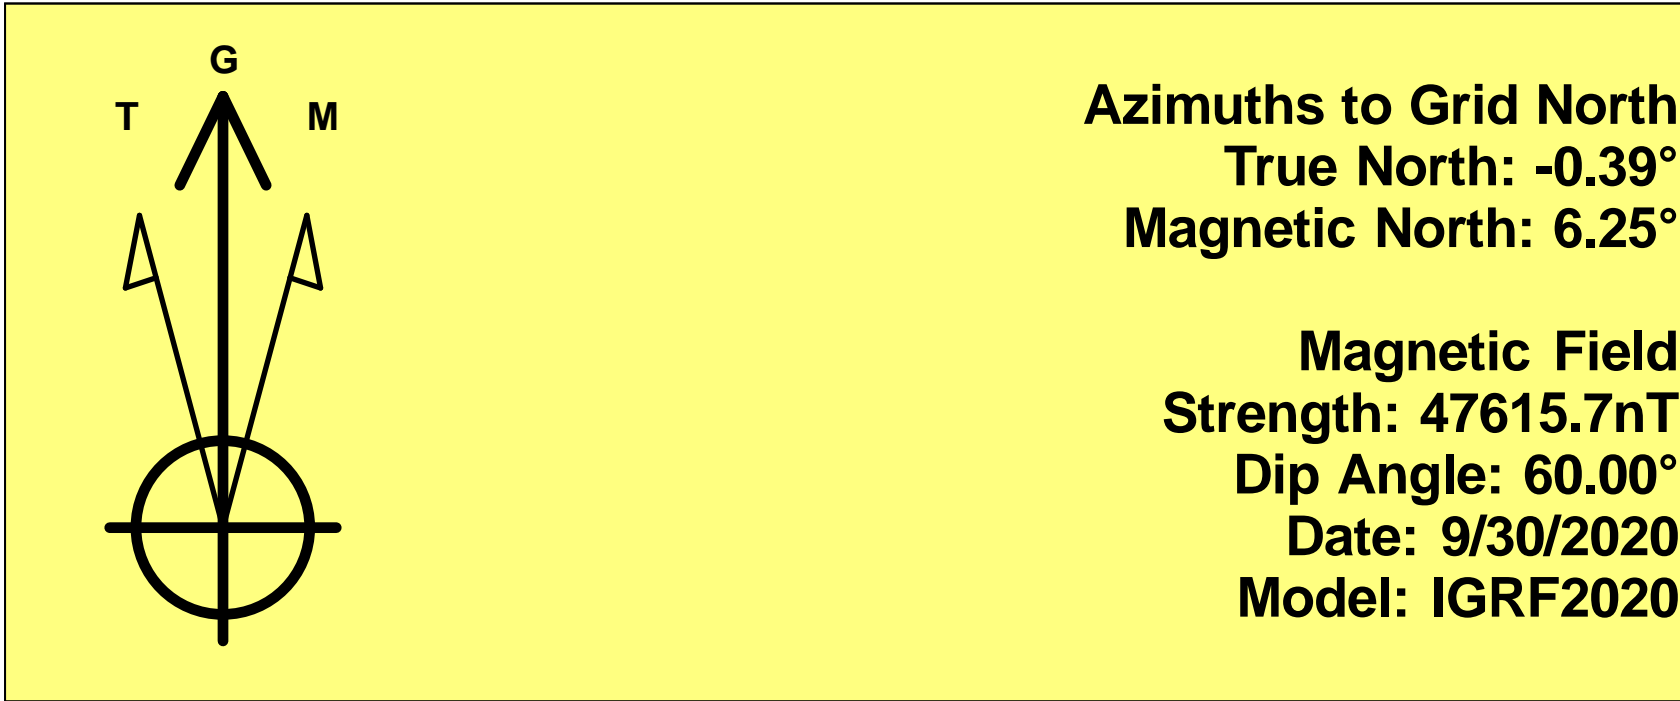 G
T M
Azimuths to Grid North
True North: -0.39°
Magnetic North: 6.25°
Magnetic Field
Strength: 47615.7nT
Dip Angle: 60.00°
Date: 9/30/2020
Model: IGRF2020